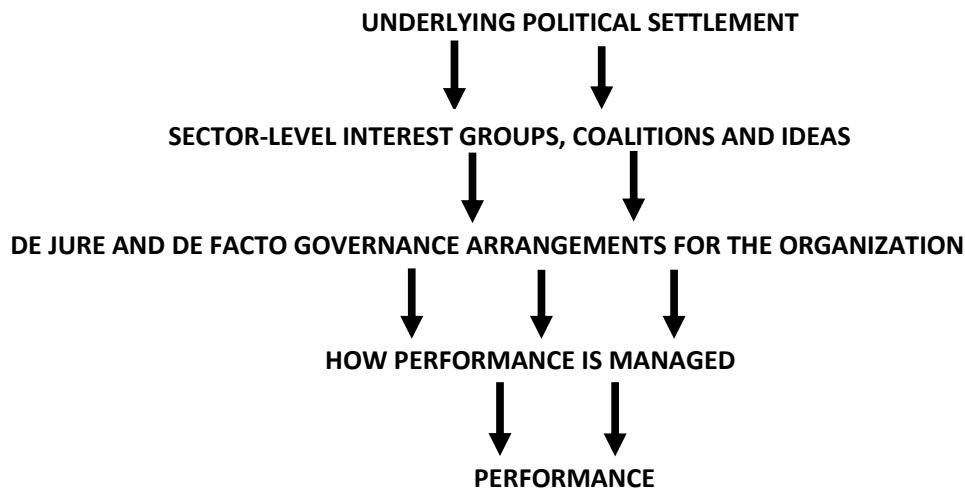 UNDERLYING POLITICAL SETTLEMENT
SECTOR-LEVEL INTEREST GROUPS, COALITIONS AND IDEAS
DE JURE AND DE FACTO GOVERNANCE ARRANGEMENTS FOR THE ORGANIZATION
HOW PERFORMANCE IS MANAGED
PERFORMANCE